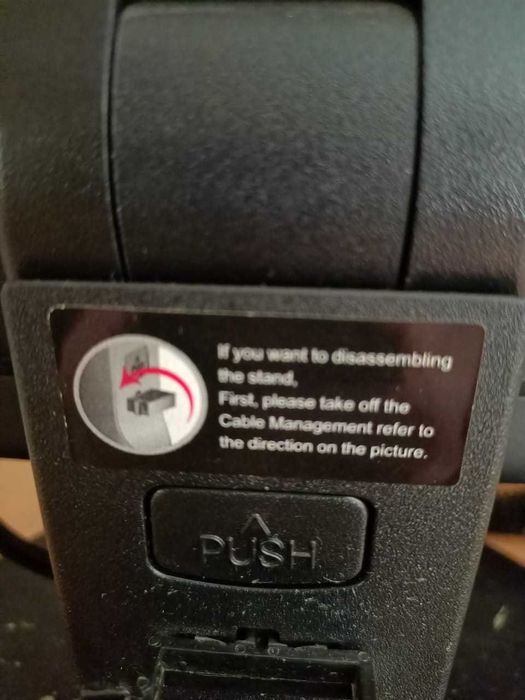 If you want to disassembling
the stand,
First, please take off the
Cable Management refer to
the direction on the picture.
PUSH